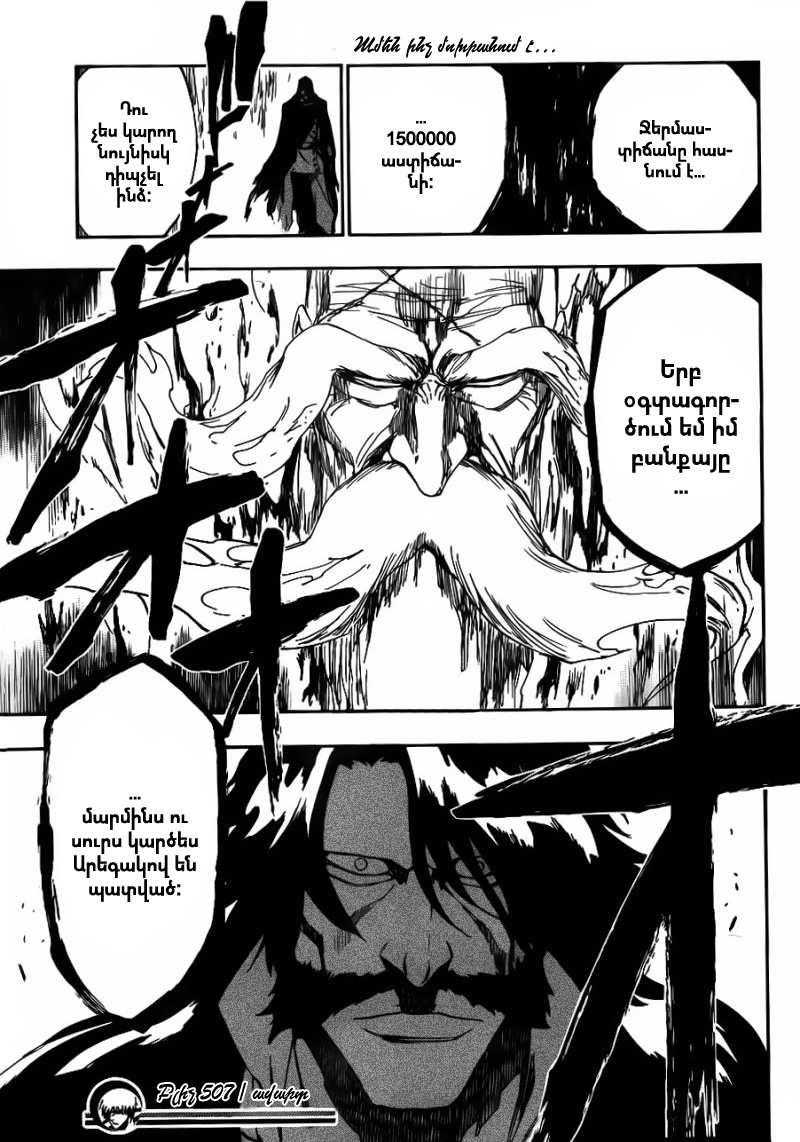 Ամեն ինչ մոխրանում է...
Ջերմաս-
տիճանը հաս-
նում է...
...
1500000
աստիճա-
նի:
Դու
չես կարող
նույնիսկ
դիպչել
ինձ:
Երբ
օգտագոր-
ծում եմ իմ
բանքայը
...
...
մարմինս ու
սուրս կարծես
Արեգակով են
պատված:
Բլիչ 507 | ավարտ